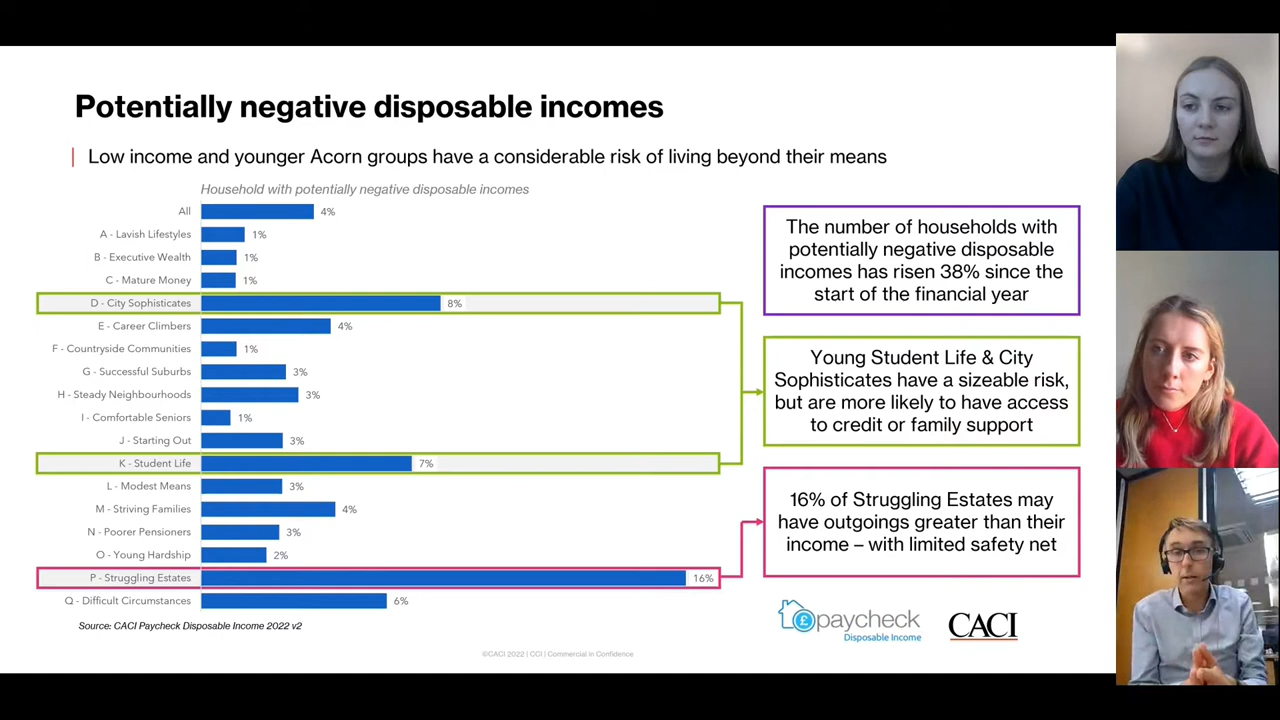 Potentially negative disposable incomes
Low income and younger Acorn groups have a considerable risk of living beyond their means
Household with potentially negative disposable incomes
All 4%
A - Lavish Lifestyles 1%
B - Executive Wealth 1%
C - Mature Money 1%
D - City Sophisticates 8%
E - Career Climbers 4%
F - Countryside Communities 1%
G - Successful Suburbs 3%
H - Steady Neighbourhoods 3%
I - Comfortable Seniors 1%
J - Starting Out 3%
K - Student Life 7%
L - Modest Means 3%
M - Striving Families 4%
N - Poorer Pensioners 3%
O - Young Hardship 2%
P - Struggling Estates 16%
Q - Difficult Circumstances 6%
Source: CACI Paycheck Disposable Income 2022 v2
The number of households with
potentially negative disposable
incomes has risen 38% since the
start of the financial year
Young Student Life & City
Sophisticates have a sizeable risk,
but are more likely to have access
to credit or family support
16% of Struggling Estates may
have outgoings greater than their
income – with limited safety net
£ paycheck
Disposable Income
CACI
©CACI 2022 | CCI | Commercial in Confidence